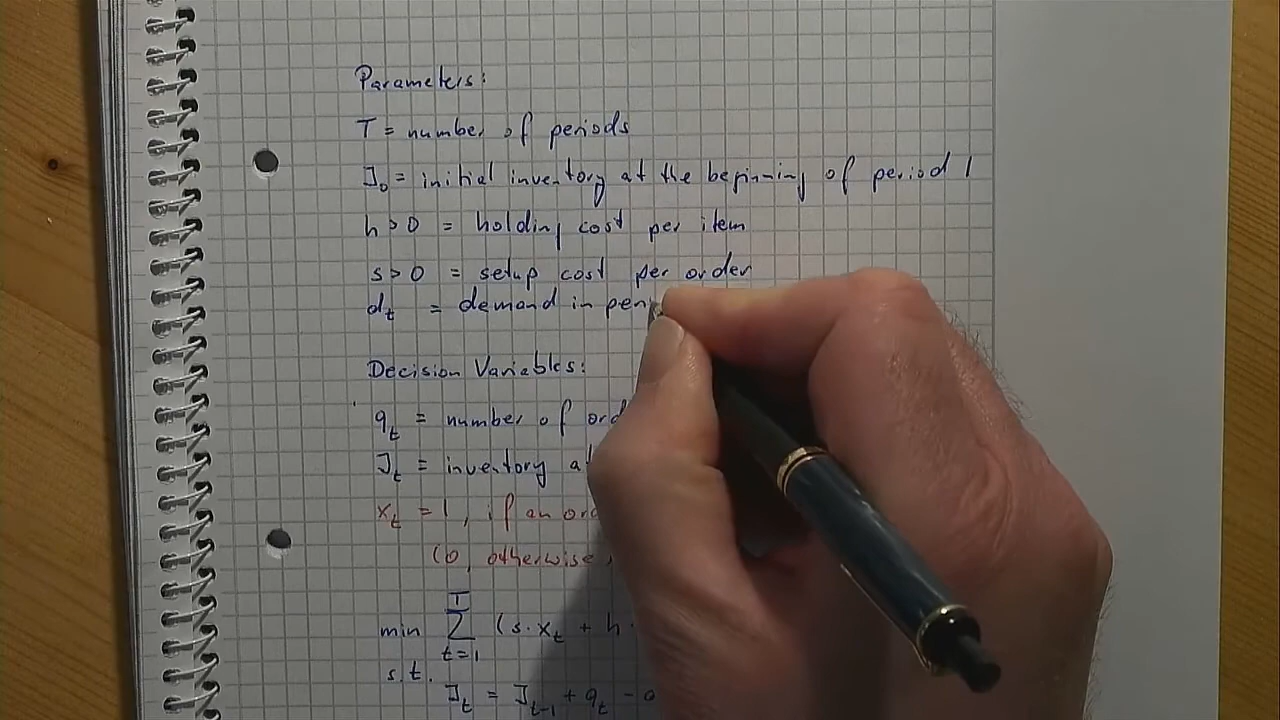 Parameters:
T = number of periods
I₀ = initial inventory at the beginning of period 1
h > 0 = holding cost per item
s > 0 = setup cost per order
dₜ = demand in peri
Decision Variables:
qₜ = number of ord
Iₜ = inventory at
xₜ = 1, if an ord
(0, otherwise)
T
min ∑ (s·xₜ + h·
t=1
s.t.
Iₜ = Iₜ₋₁ + qₜ -